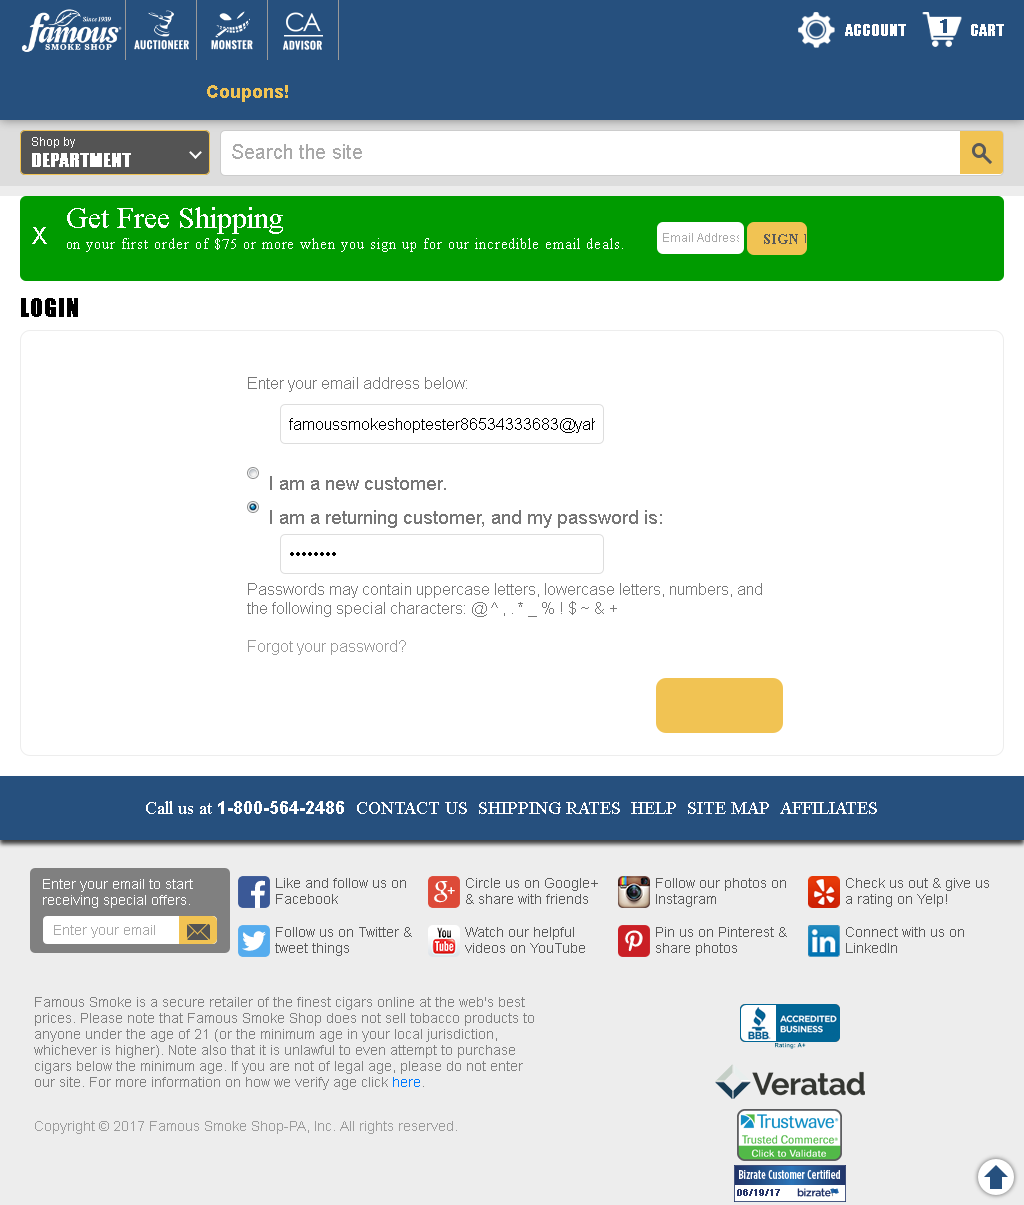 famous
Since 1939
SMOKE SHOP
AUCTIONEER
MONSTER
CA
ADVISOR
ACCOUNT
1
CART
Coupons!
Shop by
DEPARTMENT
Search the site
X
Get Free Shipping
on your first order of $75 or more when you sign up for our incredible email deals.
Email Address
SIGN
LOGIN
Enter your email address below:
famoussmokeshoptester86534333683@yah
I am a new customer.
I am a returning customer, and my password is:
••••••••
Passwords may contain uppercase letters, lowercase letters, numbers, and
the following special characters: @ ^ , . * _ % ! $ ~ & +
Forgot your password?
Call us at 1-800-564-2486 CONTACT US SHIPPING RATES HELP SITE MAP AFFILIATES
Enter your email to start
receiving special offers.
Enter your email
Like and follow us on
Facebook
Circle us on Google+
& share with friends
Follow our photos on
Instagram
Check us out & give us
a rating on Yelp!
Follow us on Twitter &
tweet things
You
Tube
Watch our helpful
videos on YouTube
Pin us on Pinterest &
share photos
Connect with us on
LinkedIn
Famous Smoke is a secure retailer of the finest cigars online at the web's best
prices. Please note that Famous Smoke Shop does not sell tobacco products to
anyone under the age of 21 (or the minimum age in your local jurisdiction,
whichever is higher). Note also that it is unlawful to even attempt to purchase
cigars below the minimum age. If you are not of legal age, please do not enter
our site. For more information on how we verify age click here.
Copyright © 2017 Famous Smoke Shop-PA, Inc. All rights reserved.
BBB
ACCREDITED
BUSINESS
Rating: A+
Veratad
Trustwave®
Trusted Commerce®
Click to Validate
Bizrate Customer Certified
06/19/17 bizrate